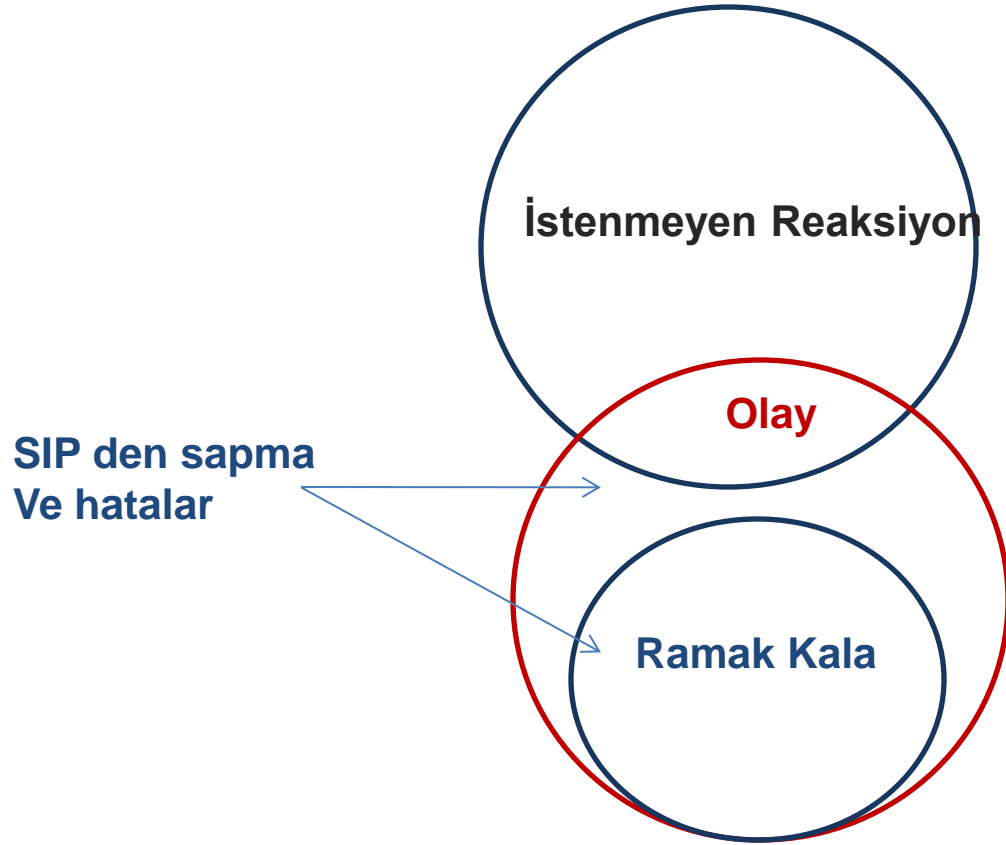 İstenmeyen Reaksiyon
Olay
SIP den sapma
Ve hatalar
Ramak Kala